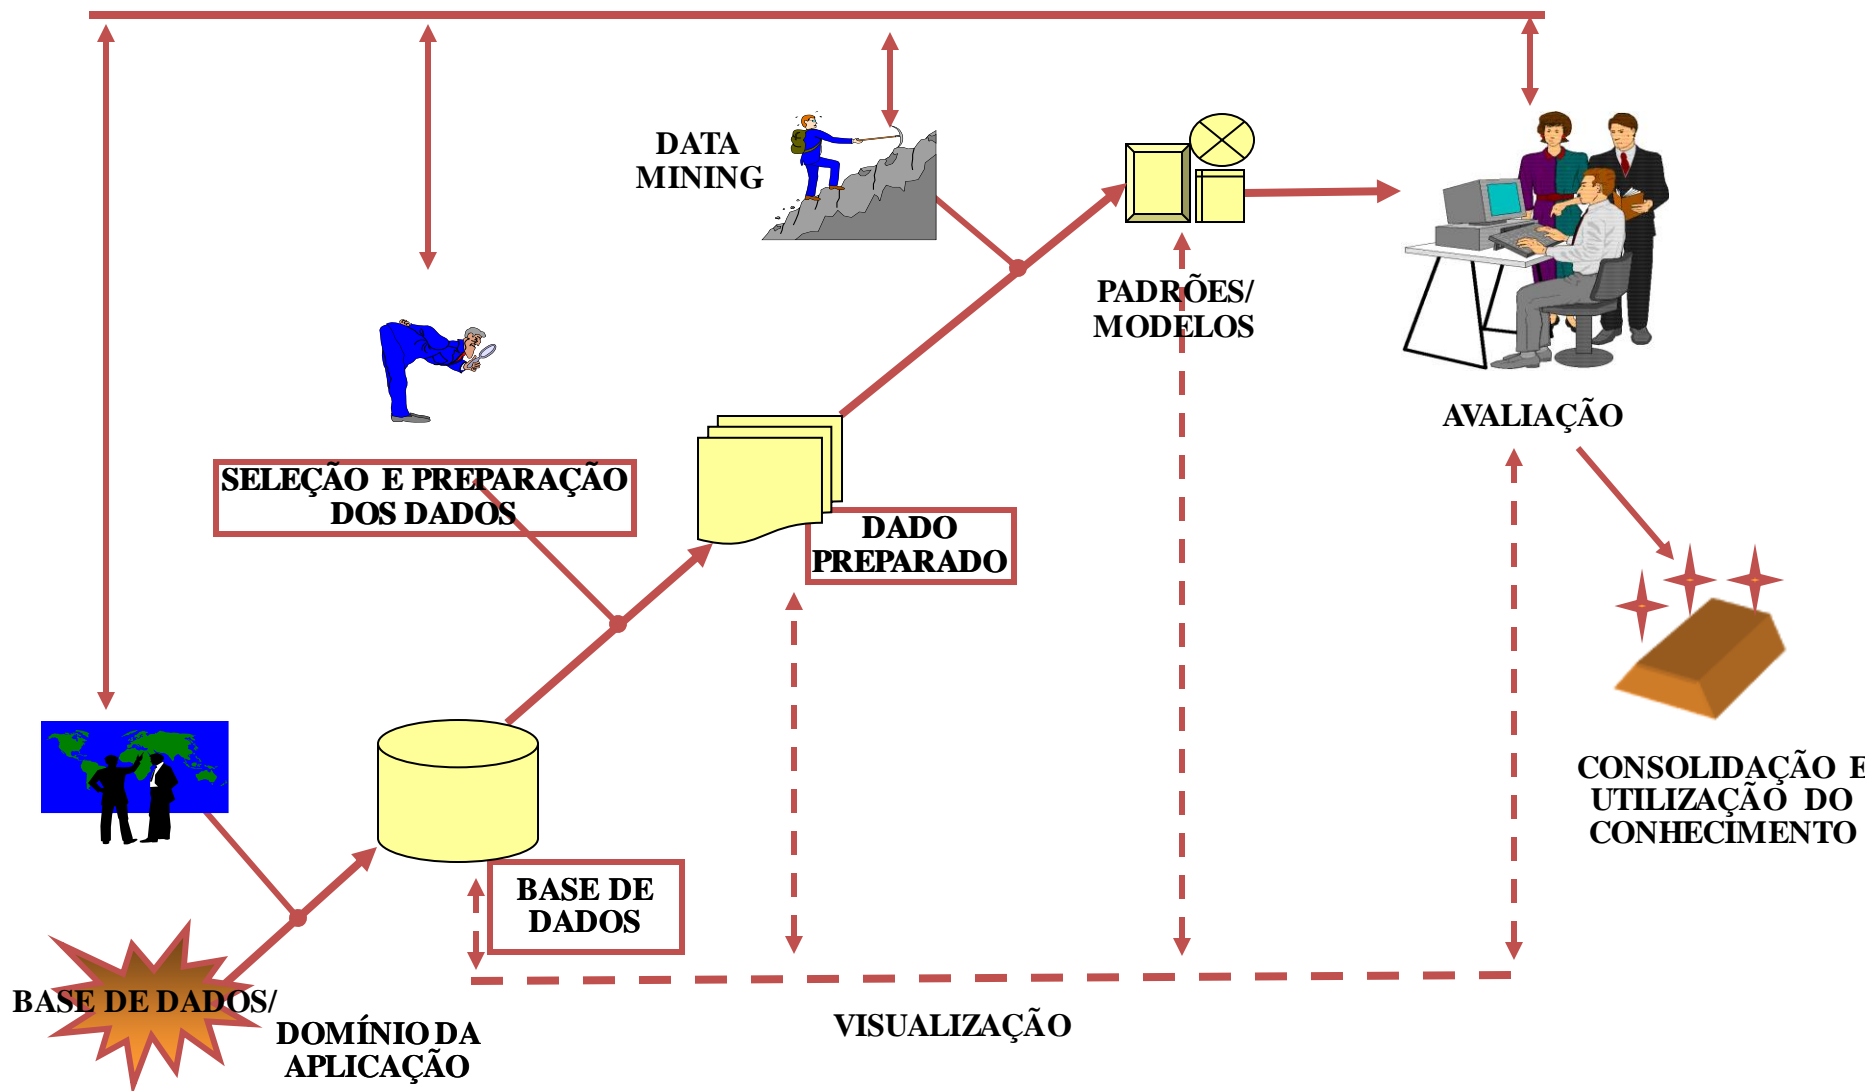 DATA
MINING
PADRÕES/
MODELOS
AVALIAÇÃO
SELEÇÃO E PREPARAÇÃO
DOS DADOS
DADO
PREPARADO
CONSOLIDAÇÃO E
UTILIZAÇÃO DO
CONHECIMENTO
BASE DE
DADOS
BASE DE DADOS/
DOMÍNIO DA
APLICAÇÃO
VISUALIZAÇÃO